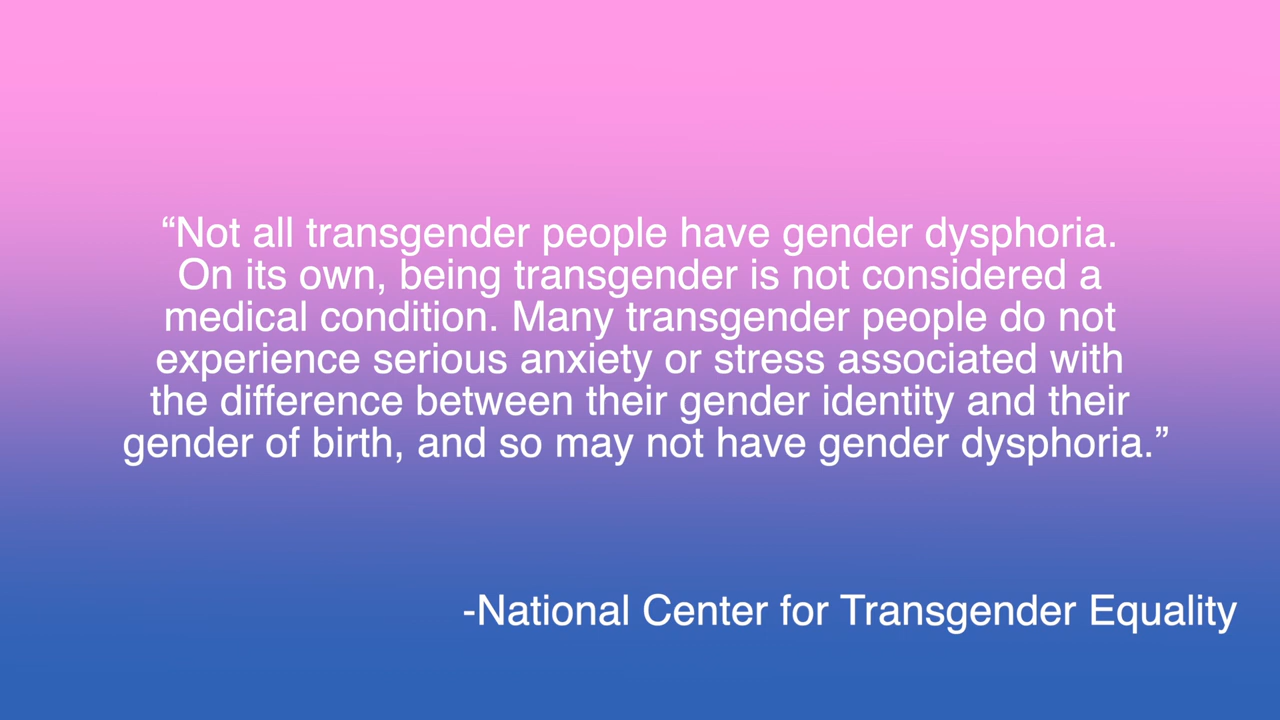 “Not all transgender people have gender dysphoria.
On its own, being transgender is not considered a
medical condition. Many transgender people do not
experience serious anxiety or stress associated with
the difference between their gender identity and their
gender of birth, and so may not have gender dysphoria.”
-National Center for Transgender Equality